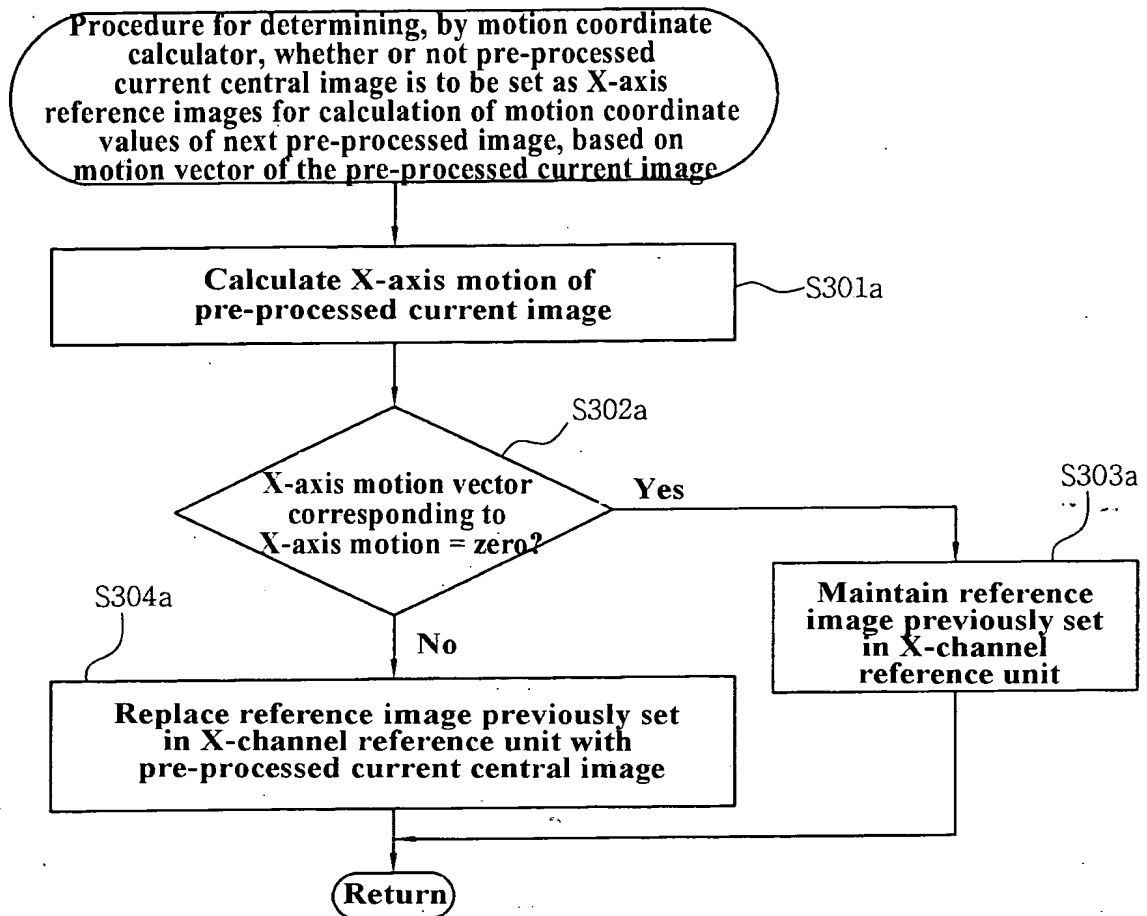 Procedure for determining, by motion coordinate
calculator, whether or not pre-processed
current central image is to be set as X-axis
reference images for calculation of motion coordinate
values of next pre-processed image, based on
motion vector of the pre-processed current image
Calculate X-axis motion of
pre-processed current image
S301a
S302a
X-axis motion vector
corresponding to
X-axis motion = zero?
Yes
S303a
Maintain reference
image previously set
in X-channel
reference unit
S304a
No
Replace reference image previously set
in X-channel reference unit with
pre-processed current central image
Return